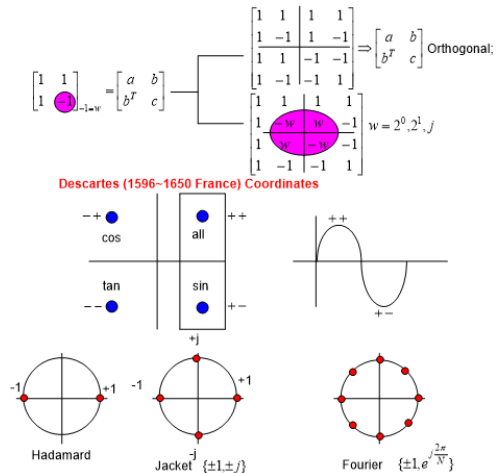 1 1 1 1
1 -1 1 -1
1 1 -1 -1
1 -1 -1 1
⇒ [a b
b^T c] Orthogonal;
[1 1
1 -1]_{-1=w} = [a b
b^T c]
1 1 1 1
1 -w w -1
1 w -w -1
1 -1 -1 1
w = 2^0, 2^1, j
Descartes (1596~1650 France) Coordinates
-+ ++
cos all
++
tan sin
-- +-
+-
+j
-1 +1
-1 +1
Hadamard
-j
Jacket {±1,±j}
Fourier {±1, e^{j2π/N}}